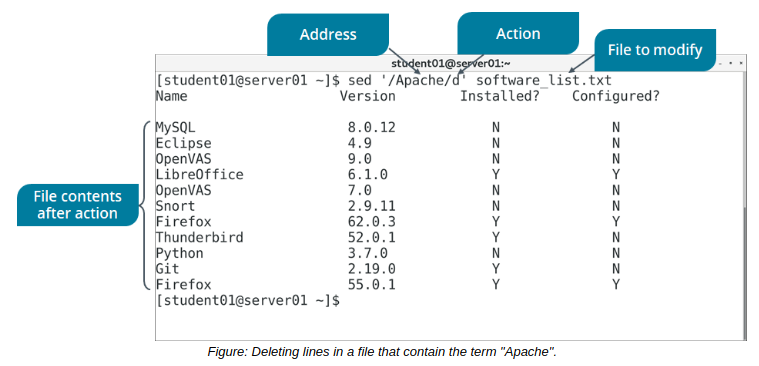 Address
Action
File to modify
student01@server01:~
[student01@server01 ~]$ sed '/Apache/d' software_list.txt
Name Version Installed? Configured?
MySQL 8.0.12 N N
Eclipse 4.9 N N
OpenVAS 9.0 N N
LibreOffice 6.1.0 Y Y
OpenVAS 7.0 N N
Snort 2.9.11 N N
Firefox 62.0.3 Y Y
Thunderbird 52.0.1 Y N
Python 3.7.0 N N
Git 2.19.0 Y N
Firefox 55.0.1 Y Y
[student01@server01 ~]$
File contents
after action
Figure: Deleting lines in a file that contain the term "Apache".